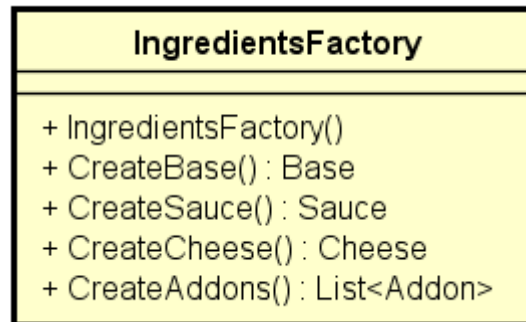 IngredientsFactory
+ IngredientsFactory()
+ CreateBase() : Base
+ CreateSauce() : Sauce
+ CreateCheese() : Cheese
+ CreateAddons() : List<Addon>